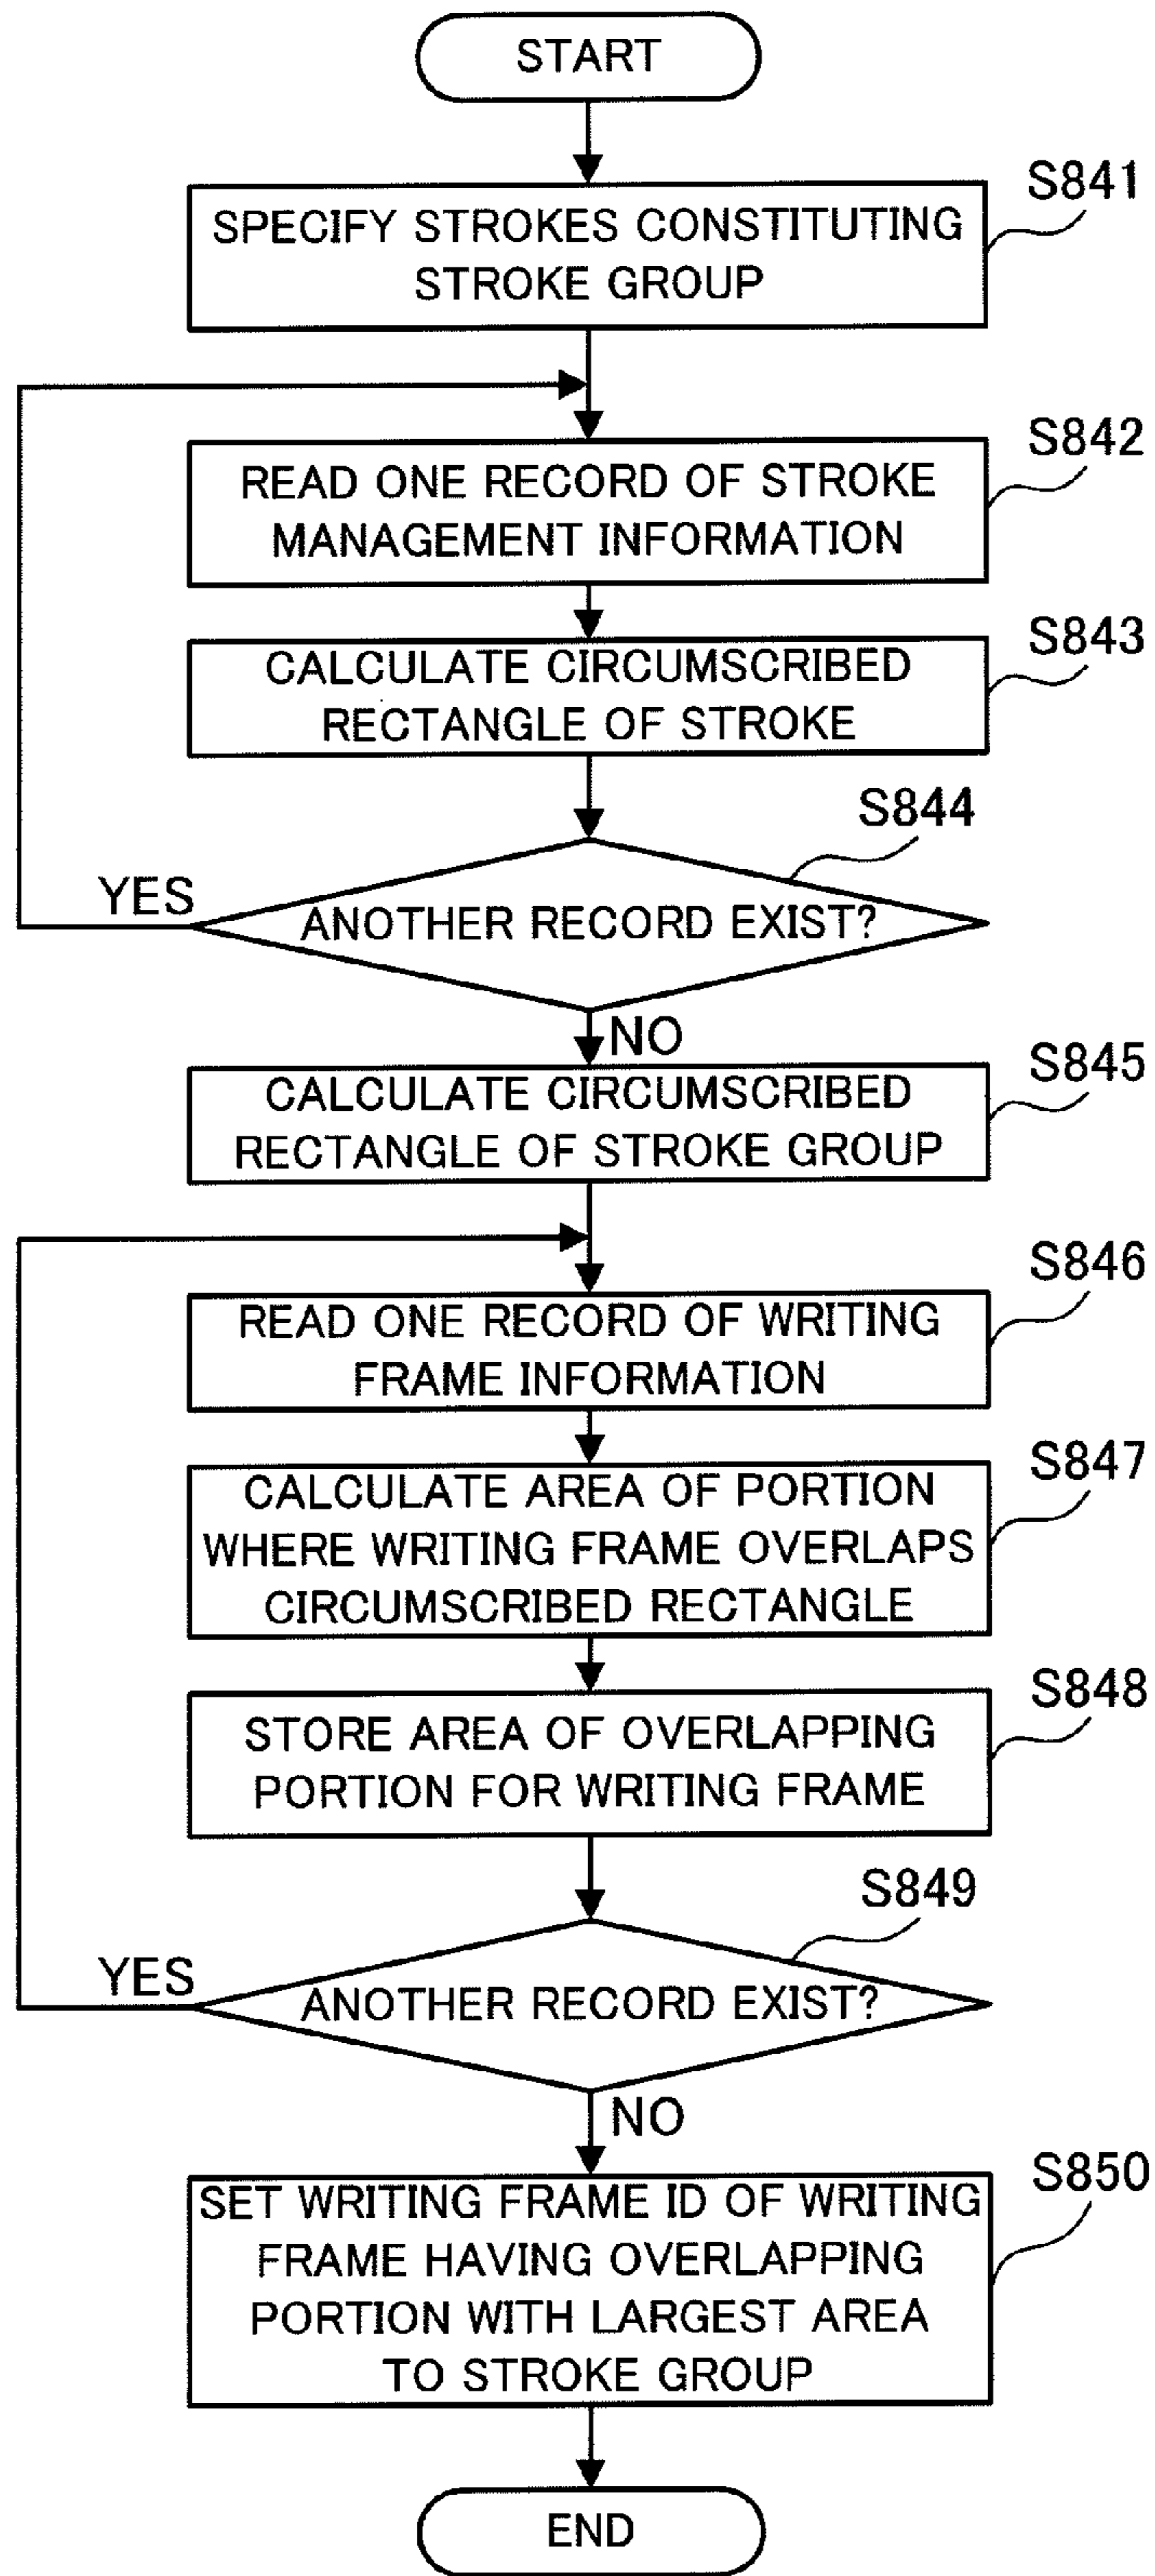 START
S841
SPECIFY STROKES CONSTITUTING
STROKE GROUP
S842
READ ONE RECORD OF STROKE
MANAGEMENT INFORMATION
S843
CALCULATE CIRCUMSCRIBED
RECTANGLE OF STROKE
S844
YES
ANOTHER RECORD EXIST?
NO
S845
CALCULATE CIRCUMSCRIBED
RECTANGLE OF STROKE GROUP
S846
READ ONE RECORD OF WRITING
FRAME INFORMATION
S847
CALCULATE AREA OF PORTION
WHERE WRITING FRAME OVERLAPS
CIRCUMSCRIBED RECTANGLE
S848
STORE AREA OF OVERLAPPING
PORTION FOR WRITING FRAME
S849
YES
ANOTHER RECORD EXIST?
NO
S850
SET WRITING FRAME ID OF WRITING
FRAME HAVING OVERLAPPING
PORTION WITH LARGEST AREA
TO STROKE GROUP
END